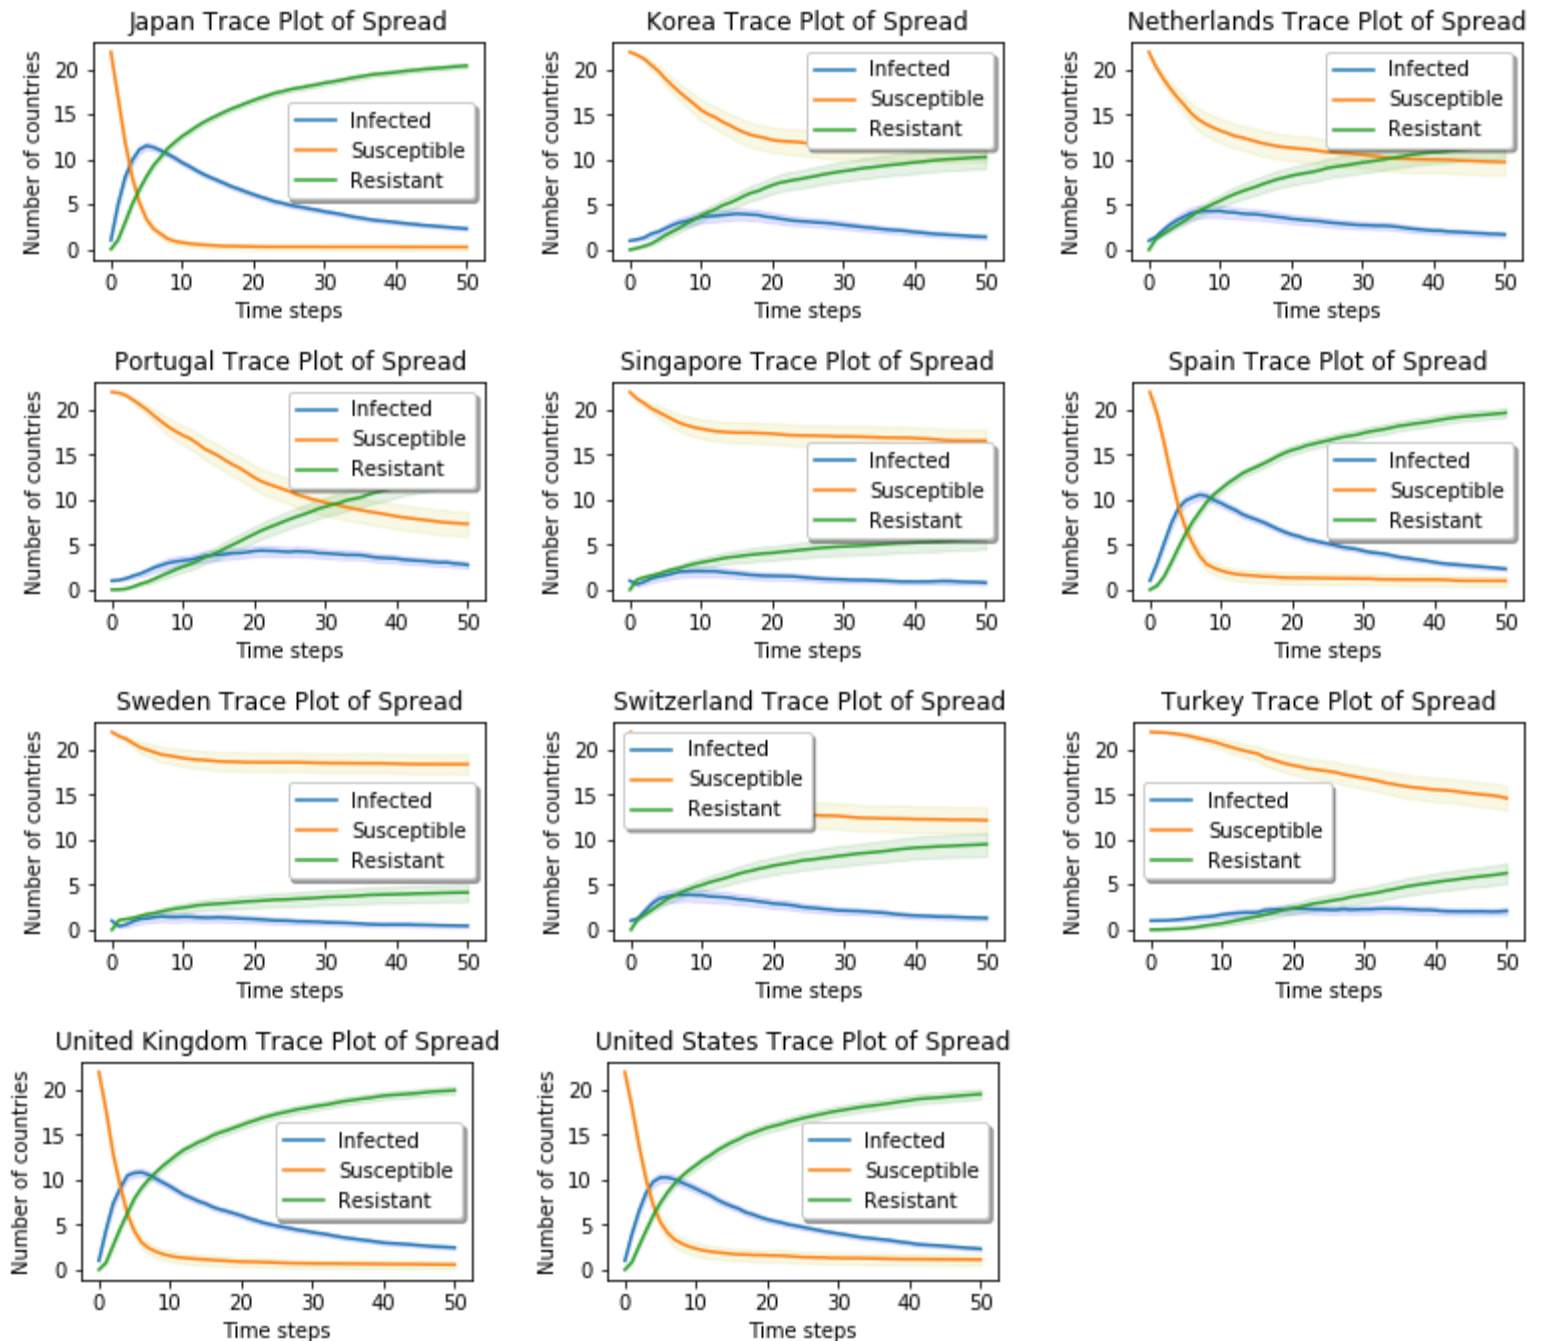 Japan Trace Plot of Spread
Number of countries
20
15
10
5
0
Infected
Susceptible
Resistant
0 10 20 30 40 50
Time steps
Korea Trace Plot of Spread
Number of countries
20
15
10
5
0
Infected
Susceptible
Resistant
0 10 20 30 40 50
Time steps
Netherlands Trace Plot of Spread
Number of countries
20
15
10
5
0
Infected
Susceptible
Resistant
0 10 20 30 40 50
Time steps
Portugal Trace Plot of Spread
Number of countries
20
15
10
5
0
Infected
Susceptible
Resistant
0 10 20 30 40 50
Time steps
Singapore Trace Plot of Spread
Number of countries
20
15
10
5
0
Infected
Susceptible
Resistant
0 10 20 30 40 50
Time steps
Spain Trace Plot of Spread
Number of countries
20
15
10
5
0
Infected
Susceptible
Resistant
0 10 20 30 40 50
Time steps
Sweden Trace Plot of Spread
Number of countries
20
15
10
5
0
Infected
Susceptible
Resistant
0 10 20 30 40 50
Time steps
Switzerland Trace Plot of Spread
Number of countries
20
15
10
5
0
Infected
Susceptible
Resistant
0 10 20 30 40 50
Time steps
Turkey Trace Plot of Spread
Number of countries
20
15
10
5
0
Infected
Susceptible
Resistant
0 10 20 30 40 50
Time steps
United Kingdom Trace Plot of Spread
Number of countries
20
15
10
5
0
Infected
Susceptible
Resistant
0 10 20 30 40 50
Time steps
United States Trace Plot of Spread
Number of countries
20
15
10
5
0
Infected
Susceptible
Resistant
0 10 20 30 40 50
Time steps